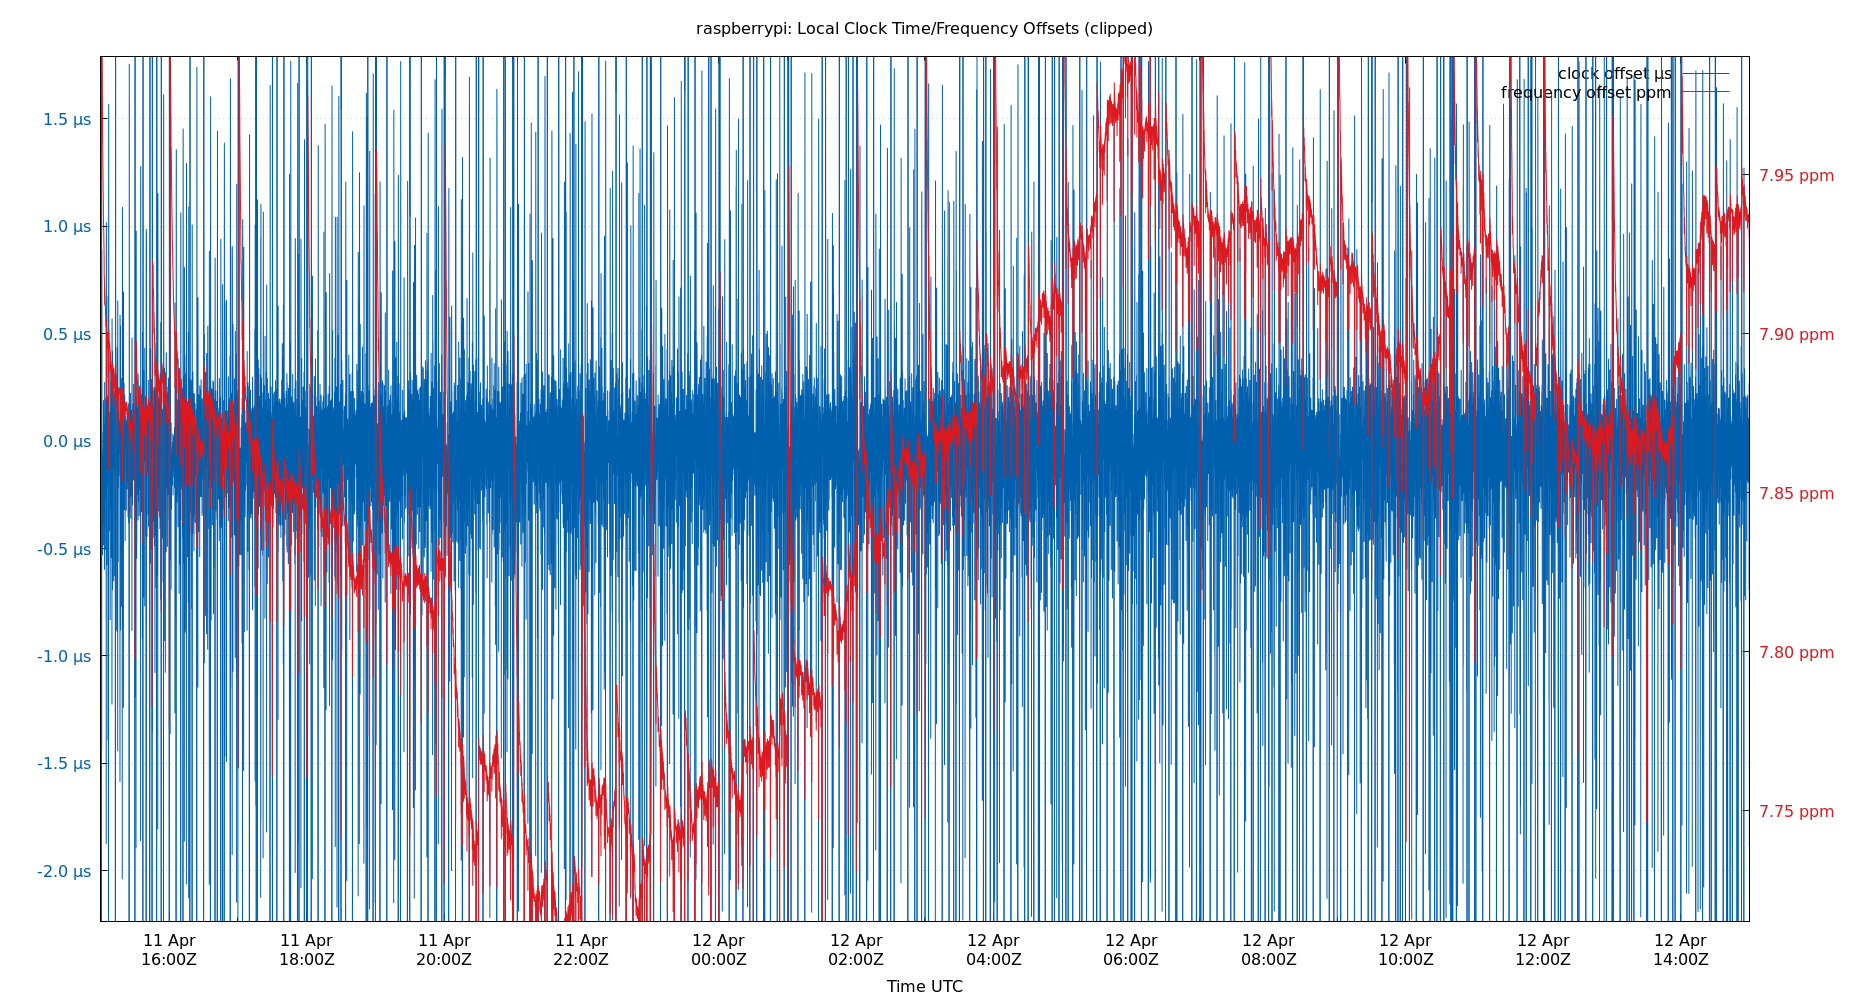 raspberrypi: Local Clock Time/Frequency Offsets (clipped)
clock offset µs
frequency offset ppm
1.5 µs
1.0 µs
0.5 µs
0.0 µs
-0.5 µs
-1.0 µs
-1.5 µs
-2.0 µs
7.95 ppm
7.90 ppm
7.85 ppm
7.80 ppm
7.75 ppm
11 Apr
16:00Z
11 Apr
18:00Z
11 Apr
20:00Z
11 Apr
22:00Z
12 Apr
00:00Z
12 Apr
02:00Z
12 Apr
04:00Z
12 Apr
06:00Z
12 Apr
08:00Z
12 Apr
10:00Z
12 Apr
12:00Z
12 Apr
14:00Z
Time UTC